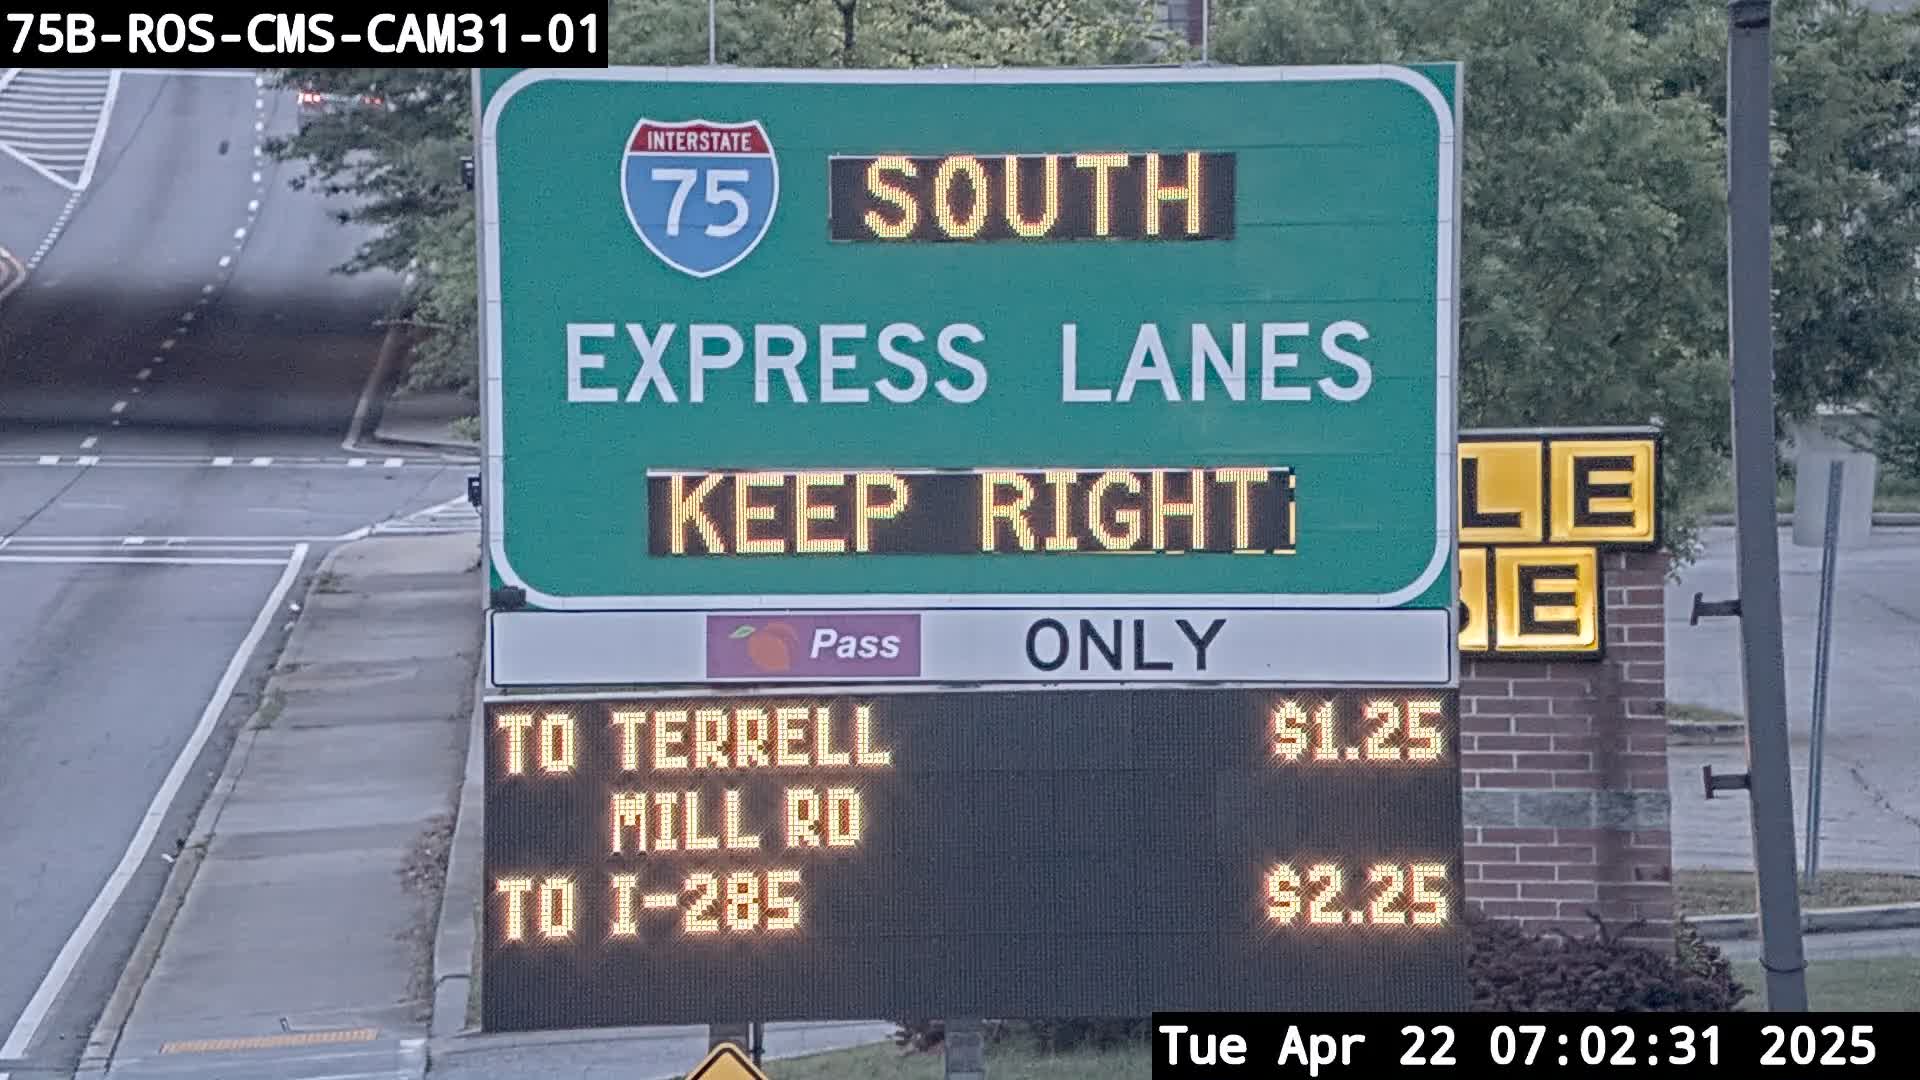 75B-ROS-CMS-CAM31-01
INTERSTATE
75
SOUTH
EXPRESS LANES
KEEP RIGHT
Pass ONLY
LE
E
TO TERRELL $1.25
MILL RD
TO I-285 $2.25
Tue Apr 22 07:02:31 2025